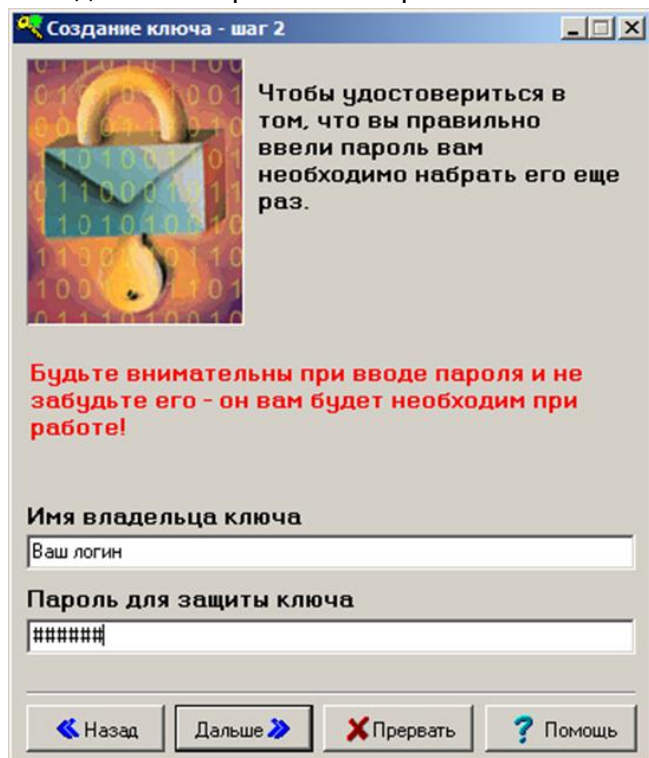 Создание ключа - шаг 2
Чтобы удостовериться в
том, что вы правильно
ввели пароль вам
необходимо набрать его еще
раз.
Будьте внимательны при вводе пароля и не
забудьте его - он вам будет необходим при
работе!
Имя владельца ключа
Ваш логин
Пароль для защиты ключа
######
Назад
Дальше
Прервать
Помощь